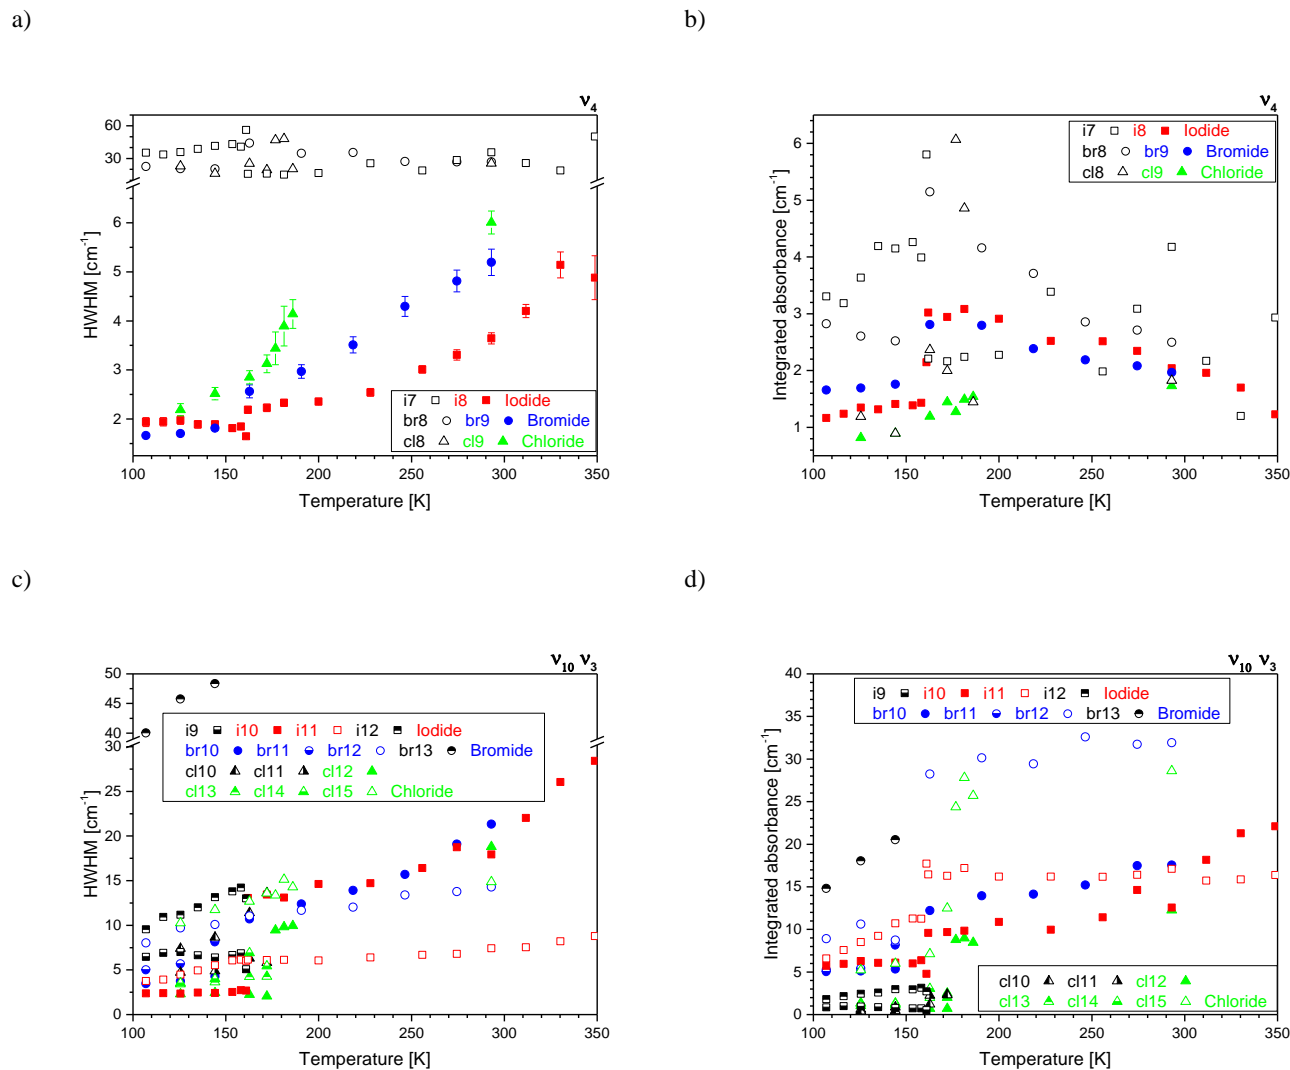 a)
b)
ν4
60
30
6
5
4
3
2
HWHM [cm-1]
i7 i8 Iodide
br8 br9 Bromide
cl8 cl9 Chloride
100 150 200 250 300 350
Temperature [K]
ν4
6
5
4
3
2
1
Integrated absorbance [cm-1]
i7 i8 Iodide
br8 br9 Bromide
cl8 cl9 Chloride
100 150 200 250 300 350
Temperature [K]
c)
d)
ν10 ν3
50
45
40
30
25
20
15
10
5
0
HWHM [cm-1]
i9 i10 i11 i12 Iodide
br10 br11 br12 br13 Bromide
cl10 cl11 cl12
cl13 cl14 cl15 Chloride
100 150 200 250 300 350
Temperature [K]
ν10 ν3
40
35
30
25
20
15
10
5
0
Integrated absorbance [cm-1]
i9 i10 i11 i12 Iodide
br10 br11 br12 br13 Bromide
cl10 cl11 cl12
cl13 cl14 cl15 Chloride
100 150 200 250 300 350
Temperature [K]